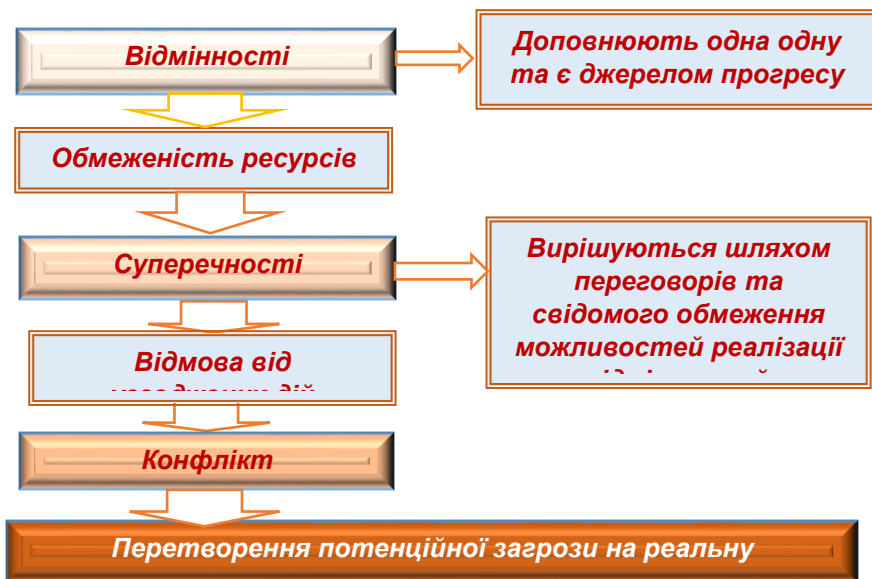 Відмінності
Доповнюють одна одну
та є джерелом прогресу
Обмеженість ресурсів
Суперечності
Вирішуються шляхом
переговорів та
свідомого обмеження
можливостей реалізації
Відмова від
дій
Конфлікт
Перетворення потенційної загрози на реальну